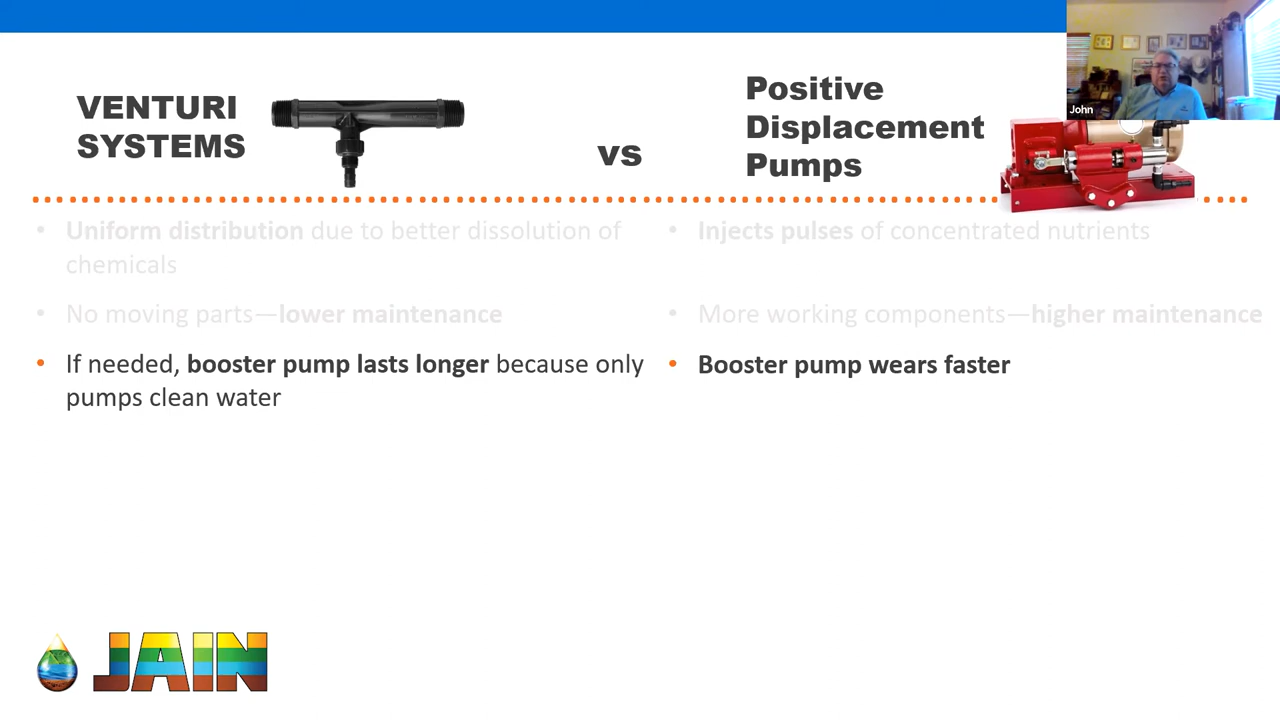 VENTURI
SYSTEMS
vs
Positive
Displacement
Pumps
John
• Uniform distribution due to better dissolution of
chemicals
• No moving parts—lower maintenance
• If needed, booster pump lasts longer because only
pumps clean water
• Injects pulses of concentrated nutrients
• More working components—higher maintenance
• Booster pump wears faster
JAIN